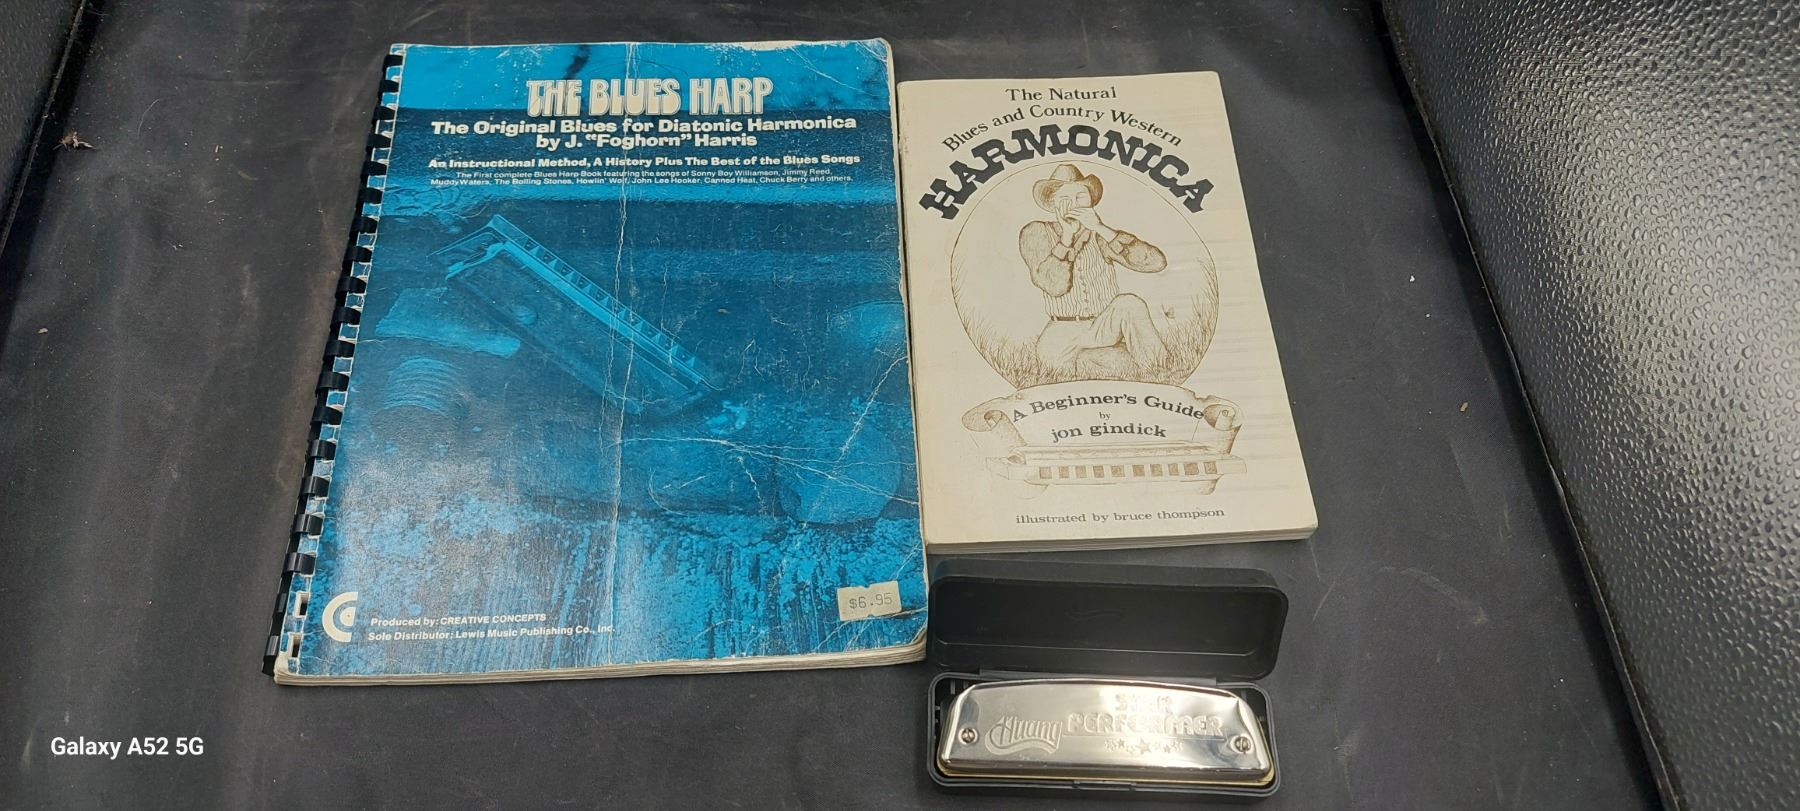 THE BLUES HARP
The Original Blues for Diatonic Harmonica
by J. "Foghorn" Harris
An Instructional Method, A History Plus The Best of the Blues Songs
The First complete Blues Harp Book featuring the songs of Sonny Boy Williamson, Jimmy Reed,
Muddy Waters, The Rolling Stones, Howlin' Wolf, John Lee Hooker, Canned Heat, Chuck Berry and others.
$6.95
Produced by: CREATIVE CONCEPTS
Sole Distributor: Lewis Music Publishing Co., Inc.
The Natural
Blues and Country Western
HARMONICA
A Beginner's Guide
by
jon gindick
illustrated by bruce thompson
STAR
Huang PERFORMER
Galaxy A52 5G